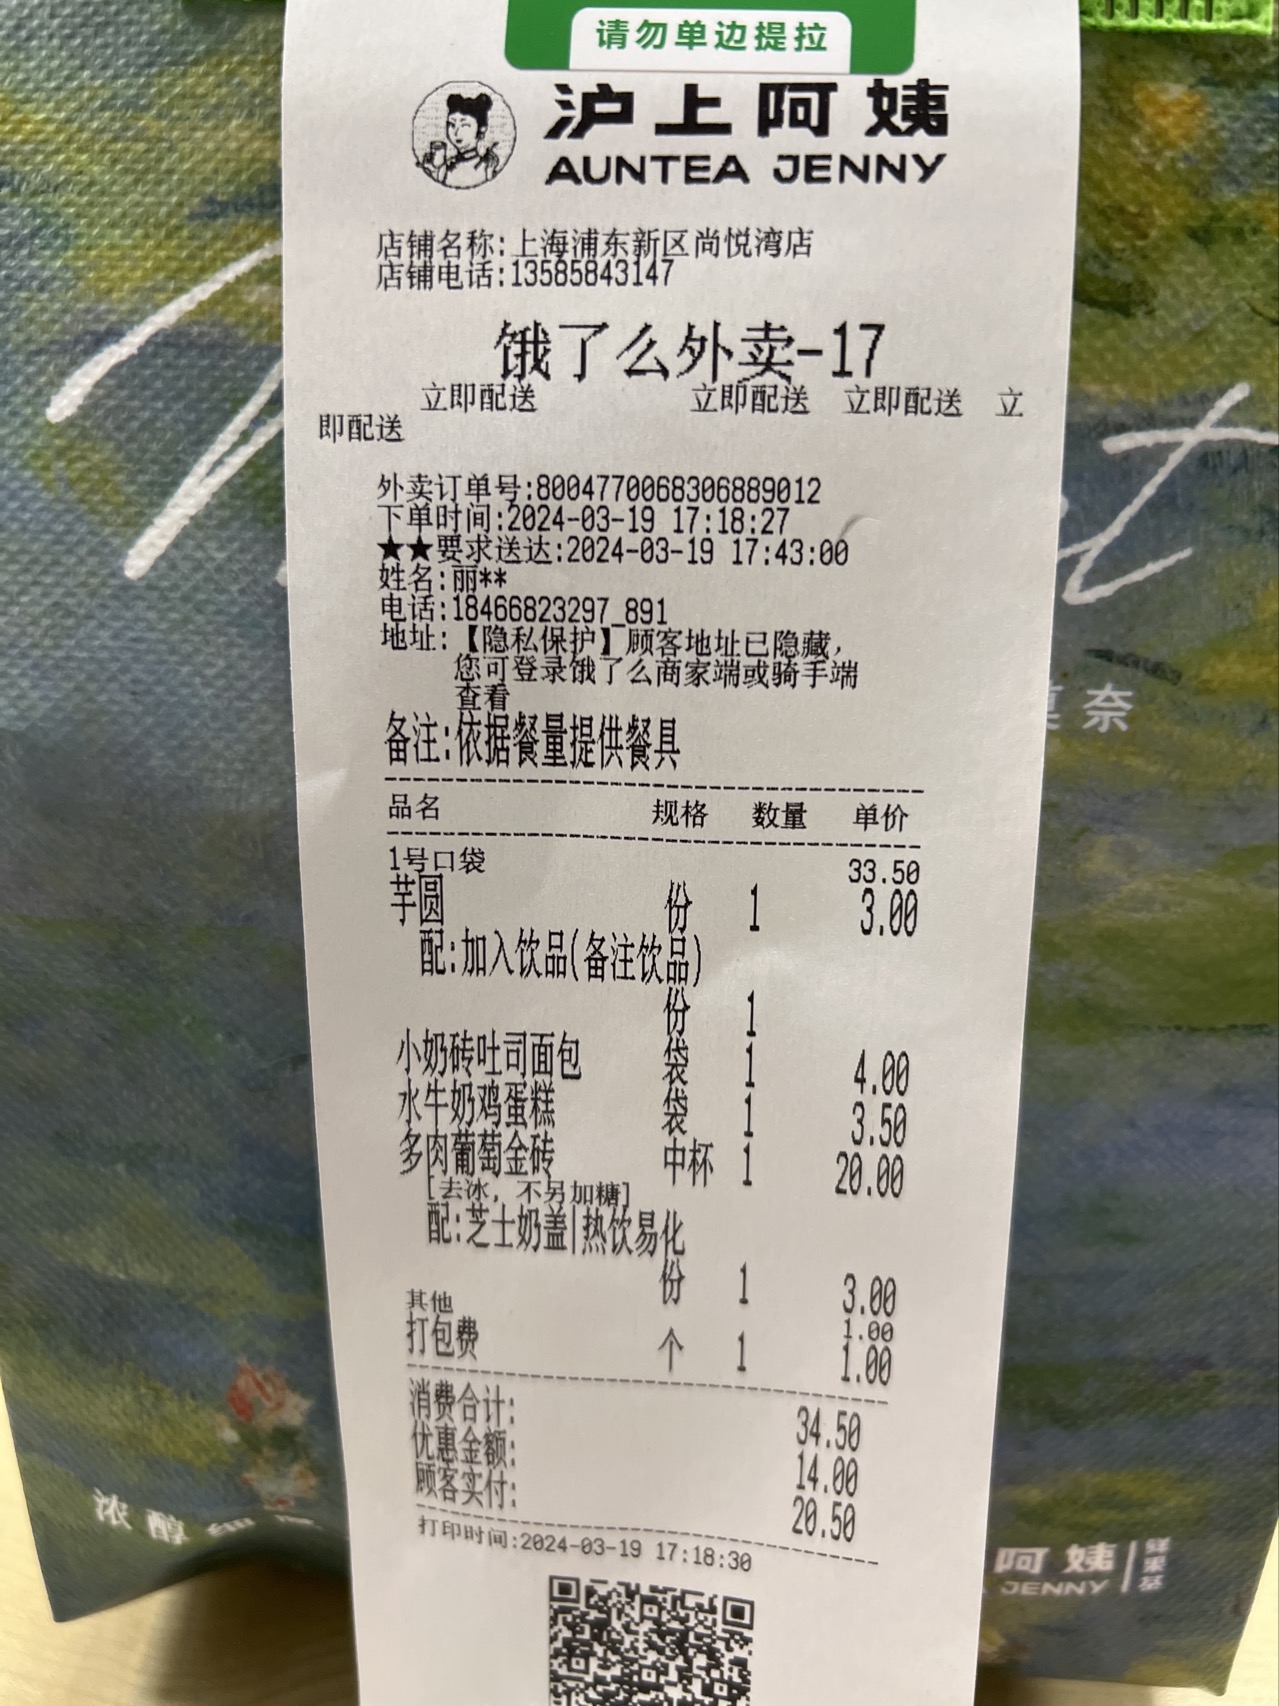 请勿单边提拉
沪上阿姨
AUNTEA JENNY
店铺名称:上海浦东新区尚悦湾店
店铺电话:13585843147
饿了么外卖-17
立即配送 立即配送 立即配送 立
即配送
外卖订单号:8004770068306889012
下单时间:2024-03-19 17:18:27
★★要求送达:2024-03-19 17:43:00
姓名:丽**
电话:18466823297_891
地址:【隐私保护】顾客地址已隐藏,
您可登录饿了么商家端或骑手端
查看
备注:依据餐量提供餐具
品名 规格 数量 单价
1号口袋 33.50
芋圆 份 1 3.00
配:加入饮品(备注饮品)
份 1
小奶砖吐司面包 袋 1 4.00
水牛奶鸡蛋糕 袋 1 3.50
多肉葡萄金砖 中杯 1 20.00
[去冰, 不另加糖]
配:芝士奶盖|热饮易化
份 1 3.00
其他 1.00
打包费 个 1 1.00
消费合计: 34.50
优惠金额: 14.00
顾客实付: 20.50
打印时间:2024-03-19 17:18:30
奈
浓醇
阿姨
JENNY
鲜果茶